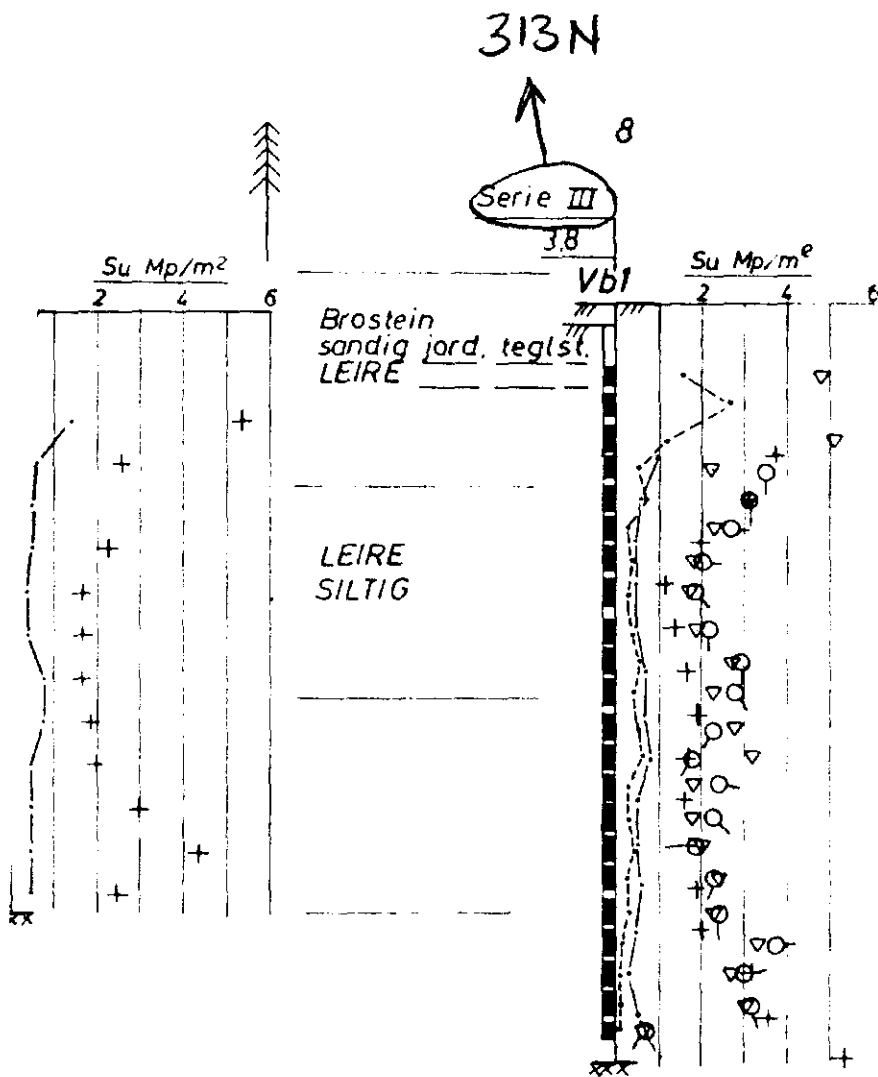 313N
8
Serie III
3,8
Su Mp/m²
2 4 6
Vb1
Su Mp/m²
2 4 6
Brostein
sandig jord. teglst.
LEIRE
LEIRE
SILTIG